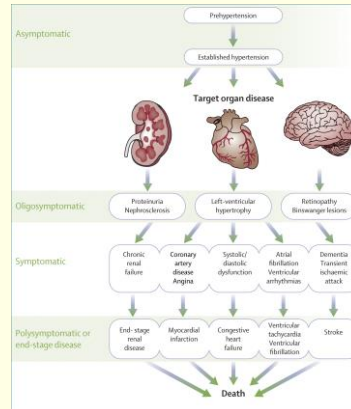 Asymptomatic
Prehypertension
Established hypertension
Target organ disease
Oligosymptomatic
Proteinuria
Nephrosclerosis
Left-ventricular
hypertrophy
Retinopathy
Binswanger lesions
Symptomatic
Chronic
renal
failure
Coronary
artery
disease
Angina
Systolic/
diastolic
dysfunction
Atrial
fibrillation
Ventricular
arrhythmias
Dementia
Transient
ischaemic
attack
Polysymptomatic or
end-stage disease
End- stage
renal
disease
Myocardial
infarction
Congestive
heart
failure
Ventricular
tachycardia
Ventricular
fibrillation
Stroke
Death